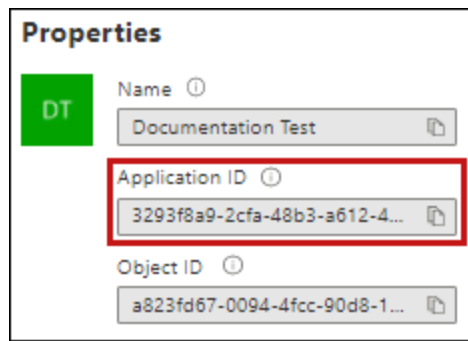 Properties
DT
Name
Documentation Test
Application ID
3293f8a9-2cfa-48b3-a612-4...
Object ID
a823fd67-0094-4fcc-90d8-1...